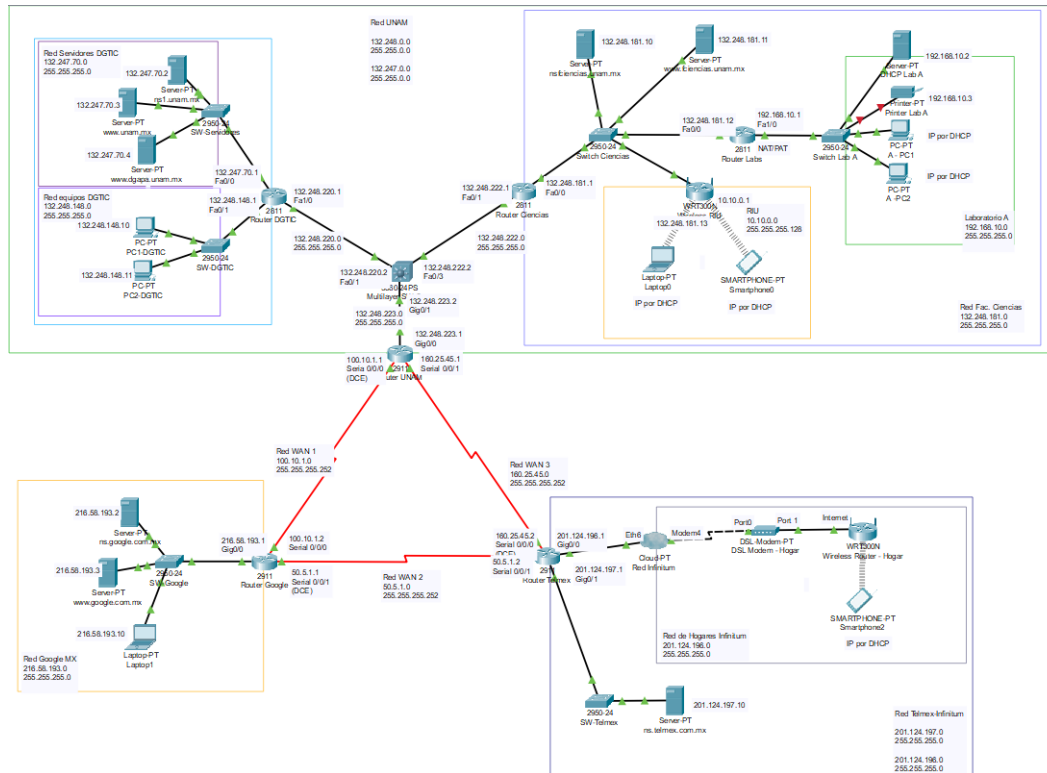 Red UNAM
132.248.0.0
255.255.0.0
132.247.0.0
255.255.0.0
Red Servidores DGTIC
132.247.70.0
255.255.255.0
132.247.70.2
Server-PT
ns1.unam.mx
132.247.70.3
Server-PT
www.unam.mx
2950-24
SW-Servidores
132.247.70.4
Server-PT
www.dgapa.unam.mx
132.247.70.1
Fa0/0
Red equipos DGTIC
132.248.148.0
255.255.255.0
132.248.148.1
Fa0/1
2811
Router DGTIC
132.248.220.1
Fa1/0
132.248.148.10
PC-PT
PC1-DGTIC
2950-24
SW-DGTIC
132.248.148.11
PC-PT
PC2-DGTIC
132.248.220.0
255.255.255.0
132.248.220.2
Fa0/1
132.248.222.2
Fa0/3
Multilayer
132.248.223.2
Gig0/1
132.248.223.0
255.255.255.0
132.248.223.1
Gig0/0
132.248.222.0
255.255.255.0
132.248.222.1
Fa0/1
132.248.181.1
Fa0/0
2811
Router Ciencias
132.248.181.10
Server-PT
nsfciencias.unam.mx
132.248.181.11
Server-PT
www.fciencias.unam.mx
2950-24
Switch Ciencias
132.248.181.12
Fa0/0
192.168.10.1
Fa1/0
2811
Router Labs
NAT/PAT
2950-24
Switch Lab A
192.168.10.2
Server-PT
DHCP Lab A
192.168.10.3
Printer-PT
Printer Lab A
PC-PT
A - PC1
IP por DHCP
PC-PT
A -PC2
IP por DHCP
Laboratorio A
192.168.10.0
255.255.255.0
WRT300N
10.10.0.1
RIU
10.10.0.0
255.255.255.128
132.248.181.13
Laptop-PT
Laptop0
IP por DHCP
SMARTPHONE-PT
Smartphone0
IP por DHCP
Red Fac. Ciencias
132.248.181.0
255.255.255.0
100.10.1.1
Serial 0/0/0
(DCE)
160.25.45.1
Serial 0/0/1
UNAM
Red WAN 1
100.10.1.0
255.255.255.252
Red WAN 3
160.25.45.0
255.255.255.252
216.58.193.2
Server-PT
ns.google.com.mx
216.58.193.3
Server-PT
www.google.com.mx
2950-24
SW-Google
216.58.193.1
Gig0/0
100.10.1.2
Serial 0/0/0
2911
Router Google
50.5.1.1
Serial 0/0/1
(DCE)
216.58.193.10
Laptop-PT
Laptop1
Red Google MX
216.58.193.0
255.255.255.0
Red WAN 2
50.5.1.0
255.255.255.252
160.25.45.2
Serial 0/0/0
(DCE)
50.5.1.2
Serial 0/0/1
Router Telmex
201.124.196.1
Gig0/0
201.124.197.1
Gig0/1
Eth6
Modem4
Cloud-PT
Red Infinitum
Port0
Port 1
DSL-Modem-PT
DSL Modem - Hogar
Internet
WRT300N
Wireless Router - Hogar
SMARTPHONE-PT
Smartphone2
IP por DHCP
Red de Hogares Infinitum
201.124.196.0
255.255.255.0
2950-24
SW-Telmex
Server-PT
ns.telmex.com.mx
201.124.197.10
Red Telmex-Infinitum
201.124.197.0
255.255.255.0
201.124.196.0
255.255.255.0